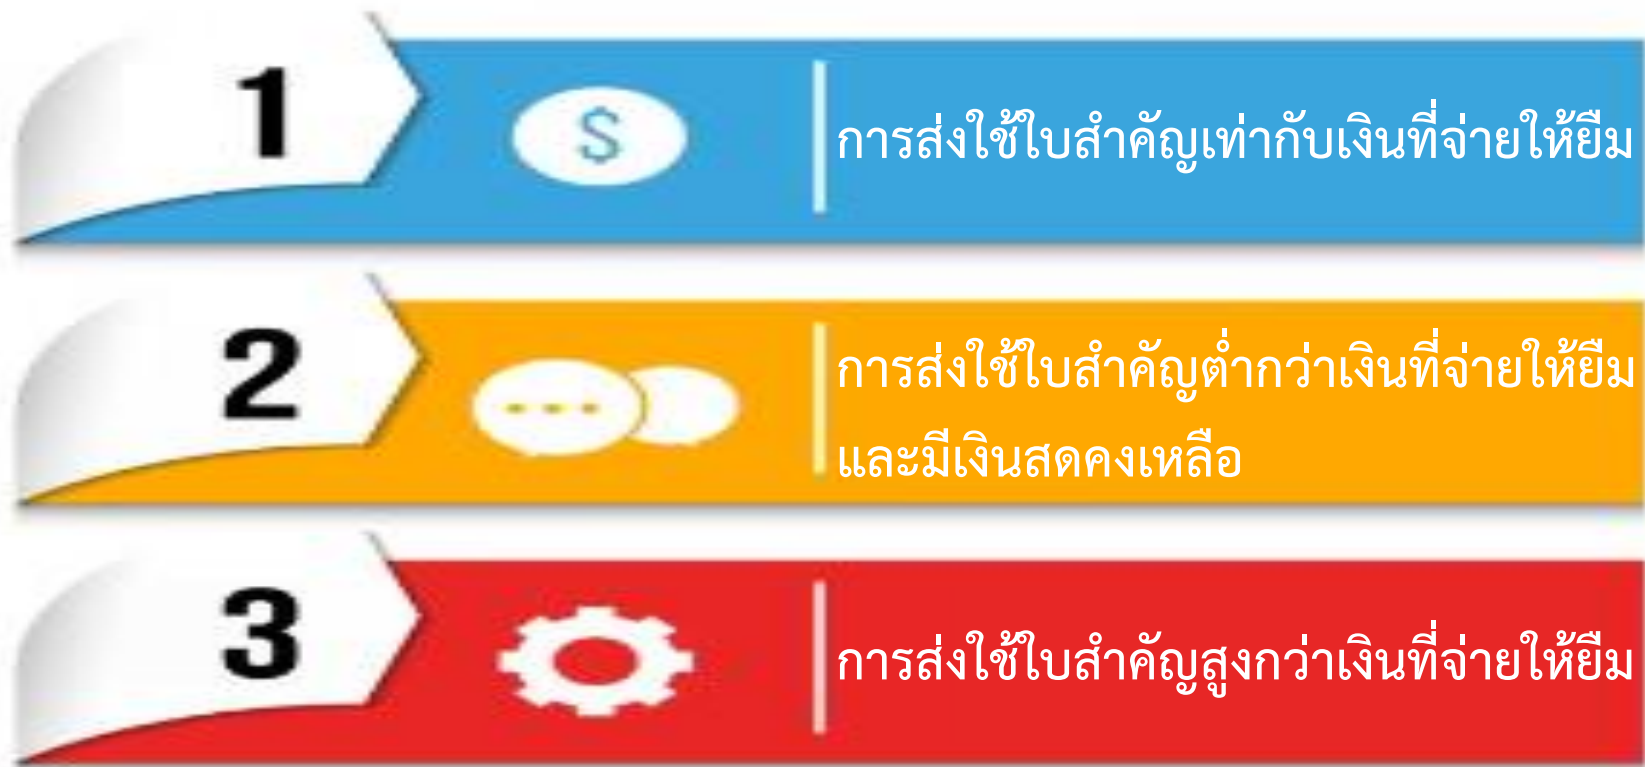 1
$
การส่งใช้ใบสำคัญเท่ากับเงินที่จ่ายให้ยืม
2
การส่งใช้ใบสำคัญต่ำกว่าเงินที่จ่ายให้ยืม
และมีเงินสดคงเหลือ
3
การส่งใช้ใบสำคัญสูงกว่าเงินที่จ่ายให้ยืม